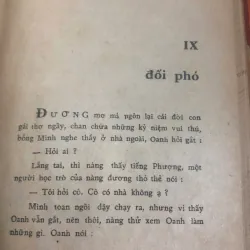 IX
đối phó
ĐƯƠNG mơ mà ngôn lại cái đời con
gái thơ ngây, chan chứa những kỷ niệm vui thú,
bỗng Minh nghe thấy ở nhà ngoài, Oanh hỏi gắt :
— Hỏi ai ?
Lắng tai, thì nàng thấy tiếng Phương, một
người học trò của nàng đương thỏ thẻ nói :
— Tôi hỏi cô. Cô có nhà không ạ ?
Minh toan ngồi dậy chạy ra, nhưng vì thấy
Oanh vẫn gắt, nên thôi, nàng thử xem Oanh làm
những gì. Oanh nói :